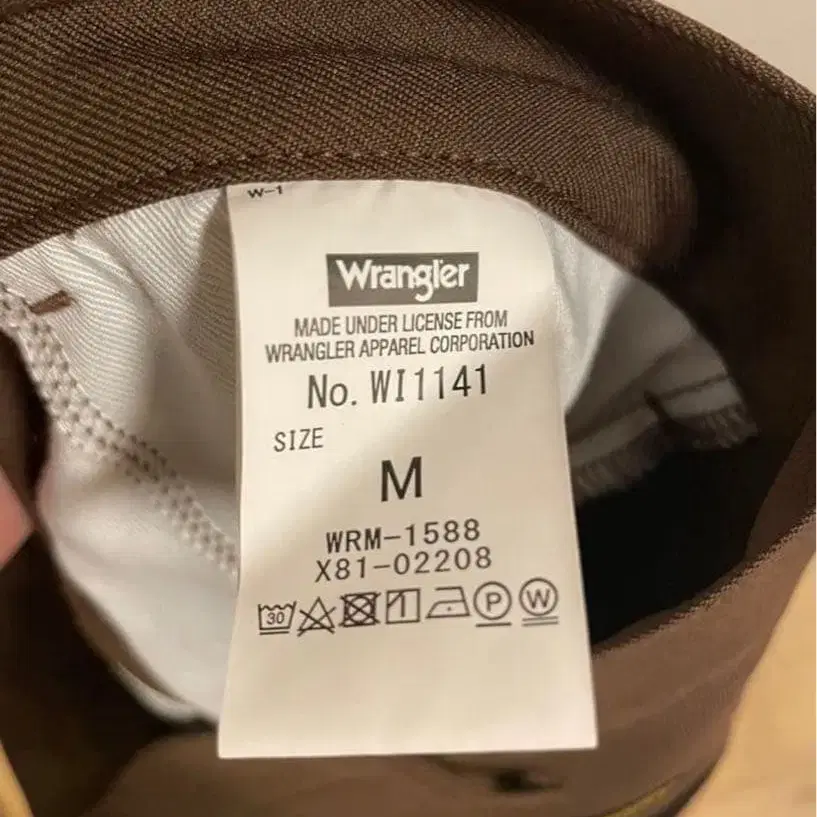 W-1
Wrangler
MADE UNDER LICENSE FROM
WRANGLER APPAREL CORPORATION
No. WI1141
SIZE
M
WRM-1588
X81-02208
30 P W